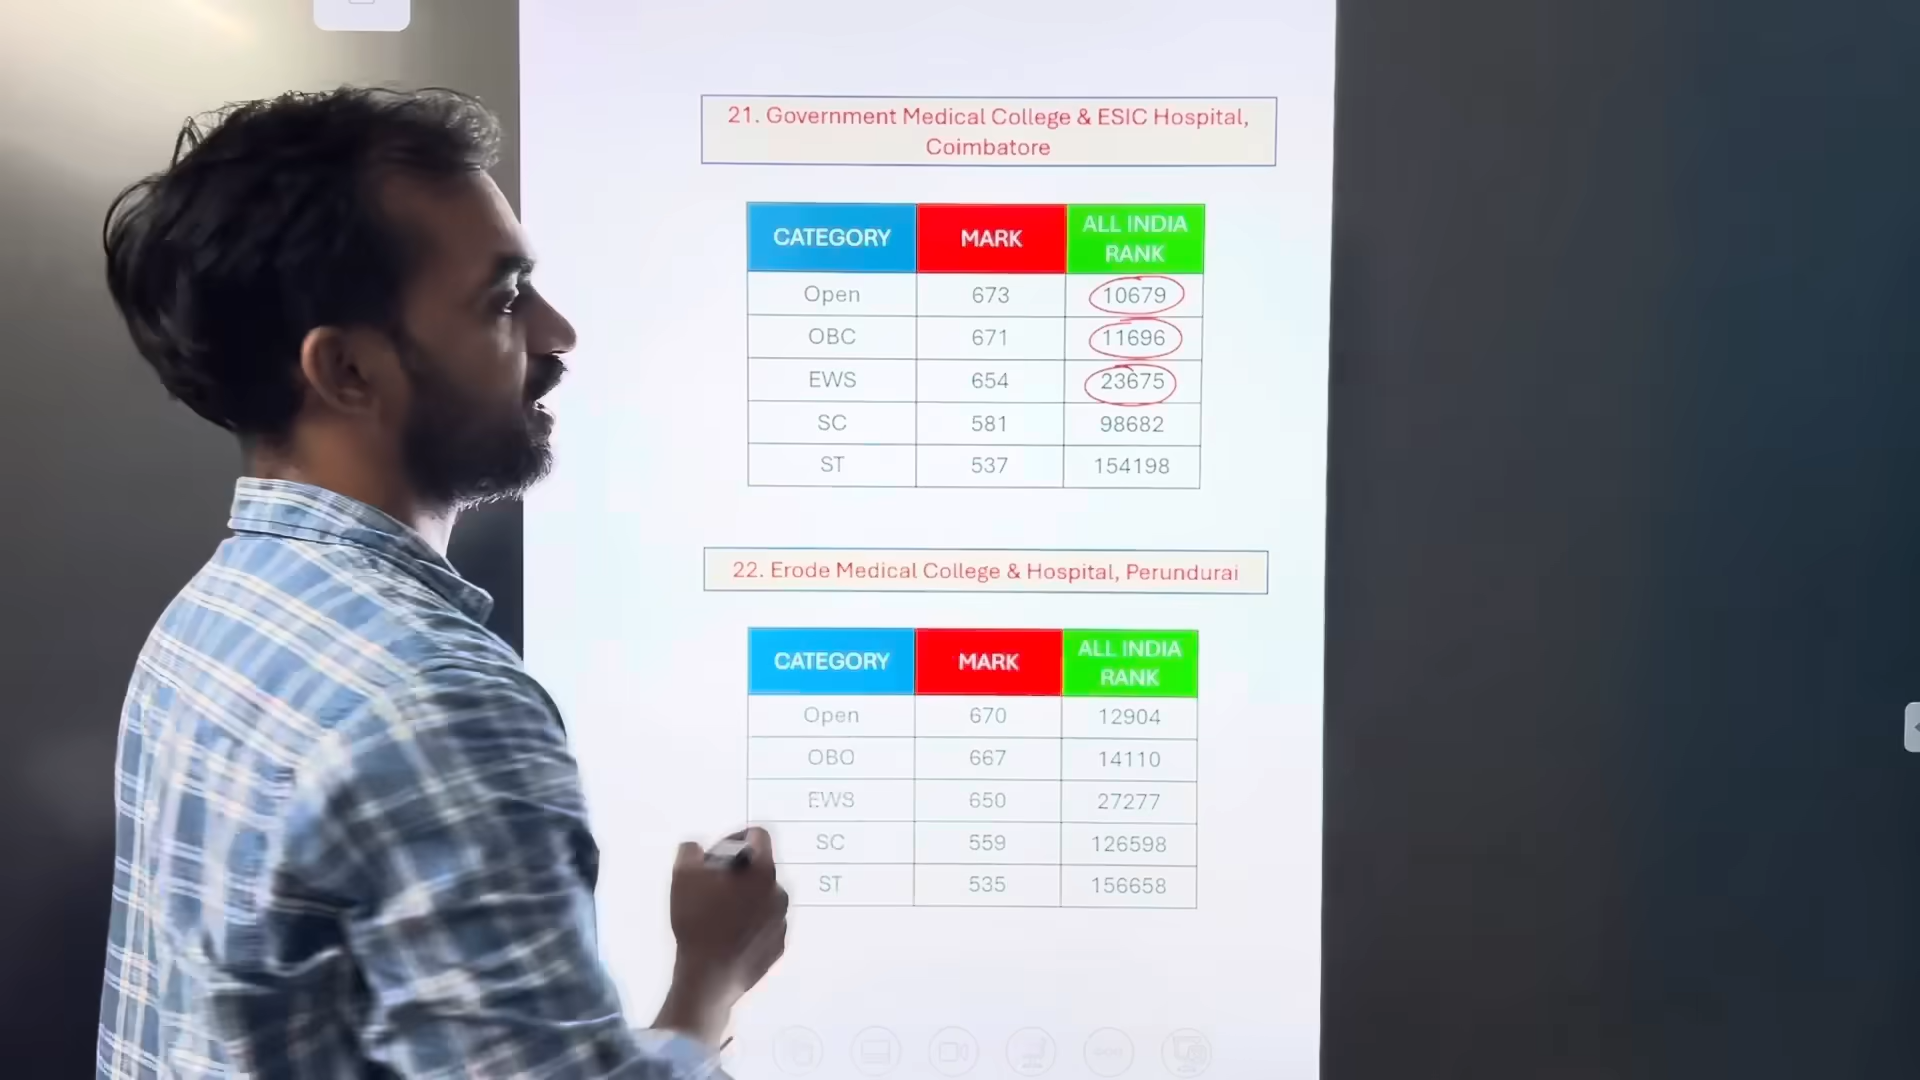 21. Government Medical College & ESIC Hospital,
Coimbatore
CATEGORY MARK ALL INDIA RANK
Open 673 10679
OBC 671 11696
EWS 654 23675
SC 581 98682
ST 537 154198
22. Erode Medical College & Hospital, Perundurai
CATEGORY MARK ALL INDIA RANK
Open 670 12904
OBO 667 14110
EWS 650 27277
SC 559 126598
ST 535 156658